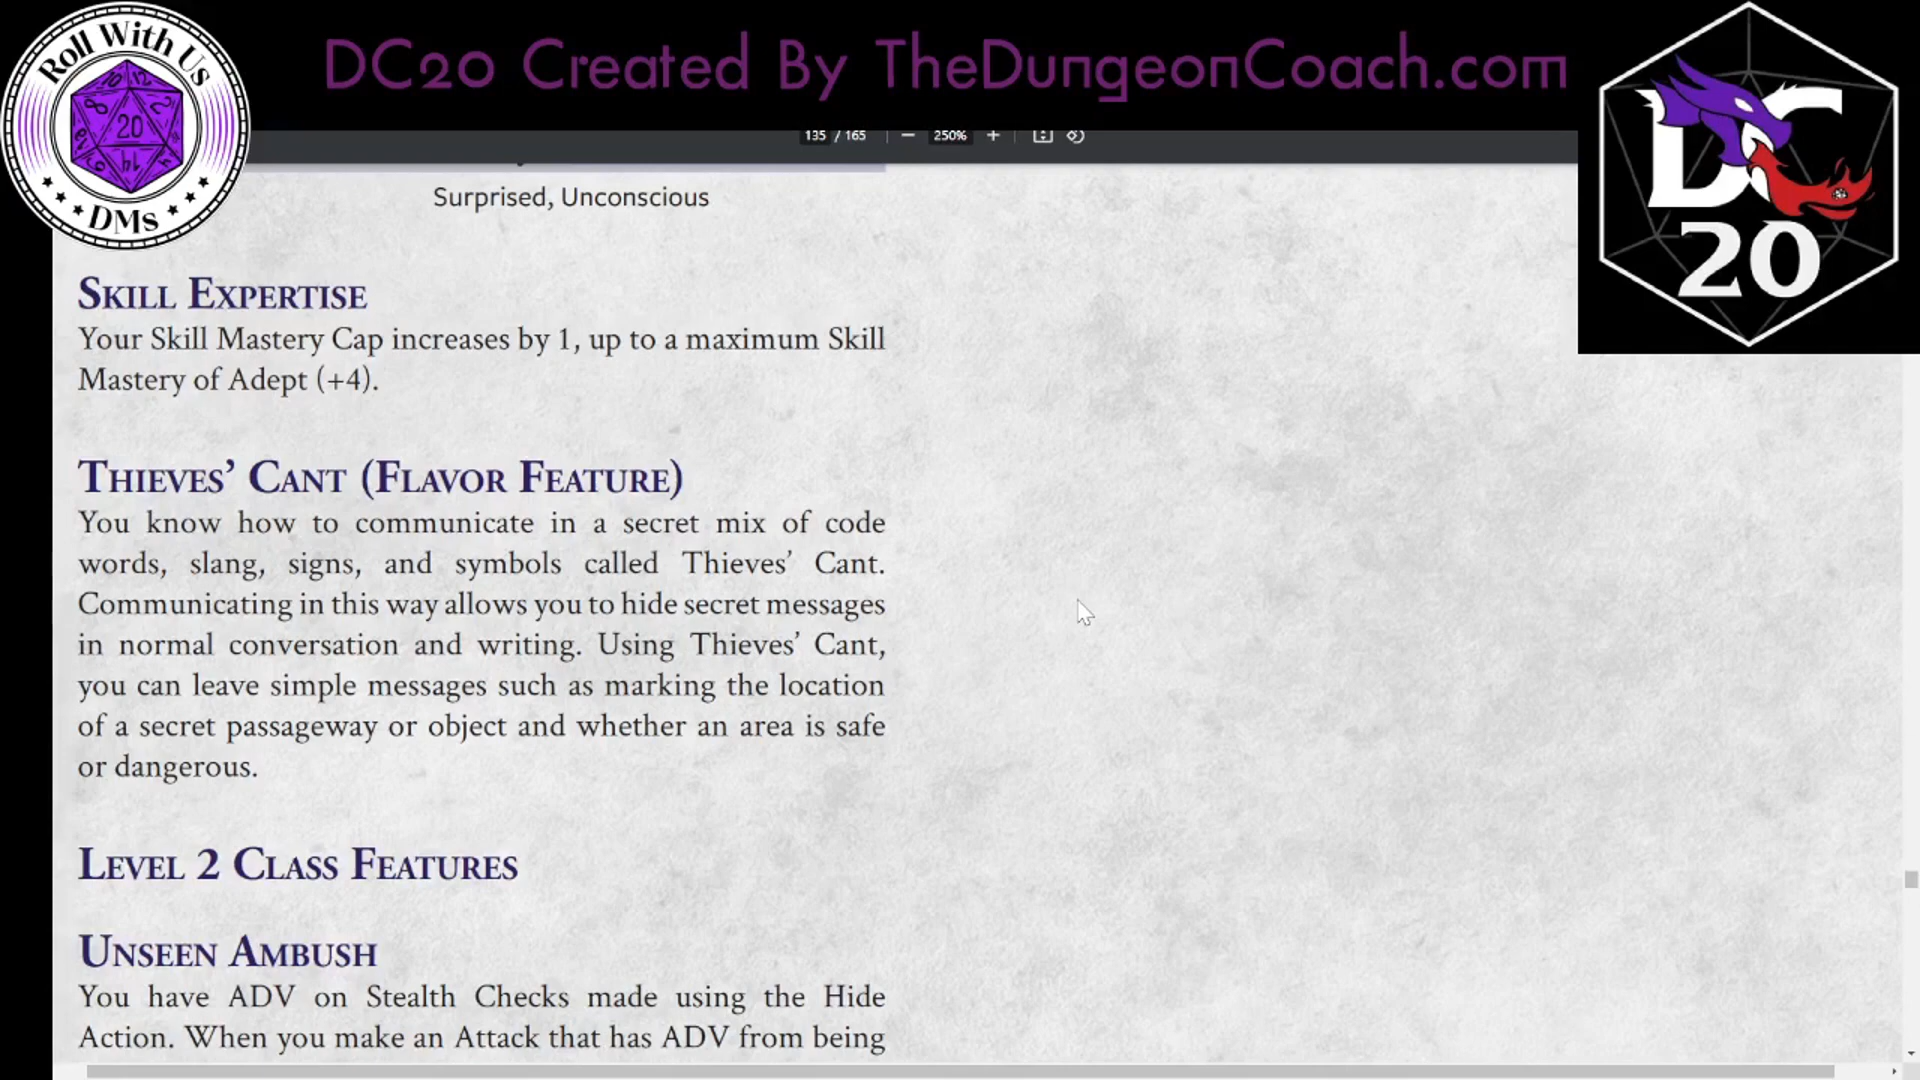 Roll With Us
20
DMs
DC20 Created By TheDungeonCoach.com
DC
20
135 / 165
250%
Surprised, Unconscious
Skill Expertise
Your Skill Mastery Cap increases by 1, up to a maximum Skill
Mastery of Adept (+4).
Thieves’ Cant (Flavor Feature)
You know how to communicate in a secret mix of code
words, slang, signs, and symbols called Thieves’ Cant.
Communicating in this way allows you to hide secret messages
in normal conversation and writing. Using Thieves’ Cant,
you can leave simple messages such as marking the location
of a secret passageway or object and whether an area is safe
or dangerous.
Level 2 Class Features
Unseen Ambush
You have ADV on Stealth Checks made using the Hide
Action. When you make an Attack that has ADV from being